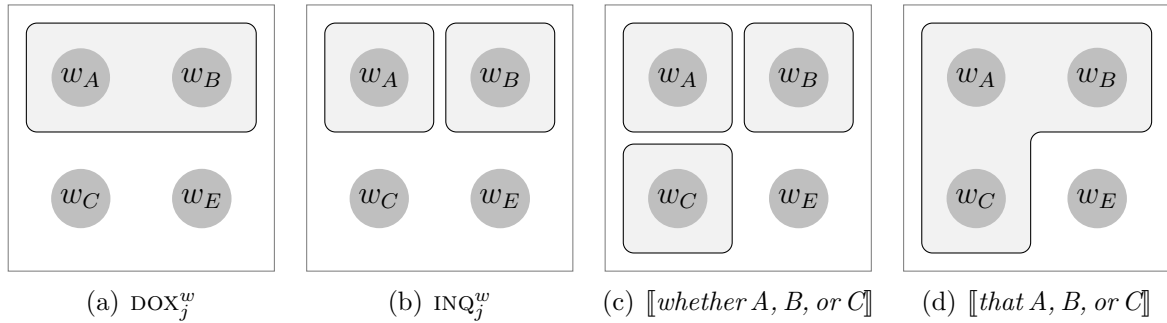 w_A w_B w_A w_B w_A w_B w_A w_B
w_C w_E w_C w_E w_C w_E w_C w_E
(a) DOX_j^w (b) INQ_j^w (c) ⟦whether A, B, or C⟧ (d) ⟦that A, B, or C⟧